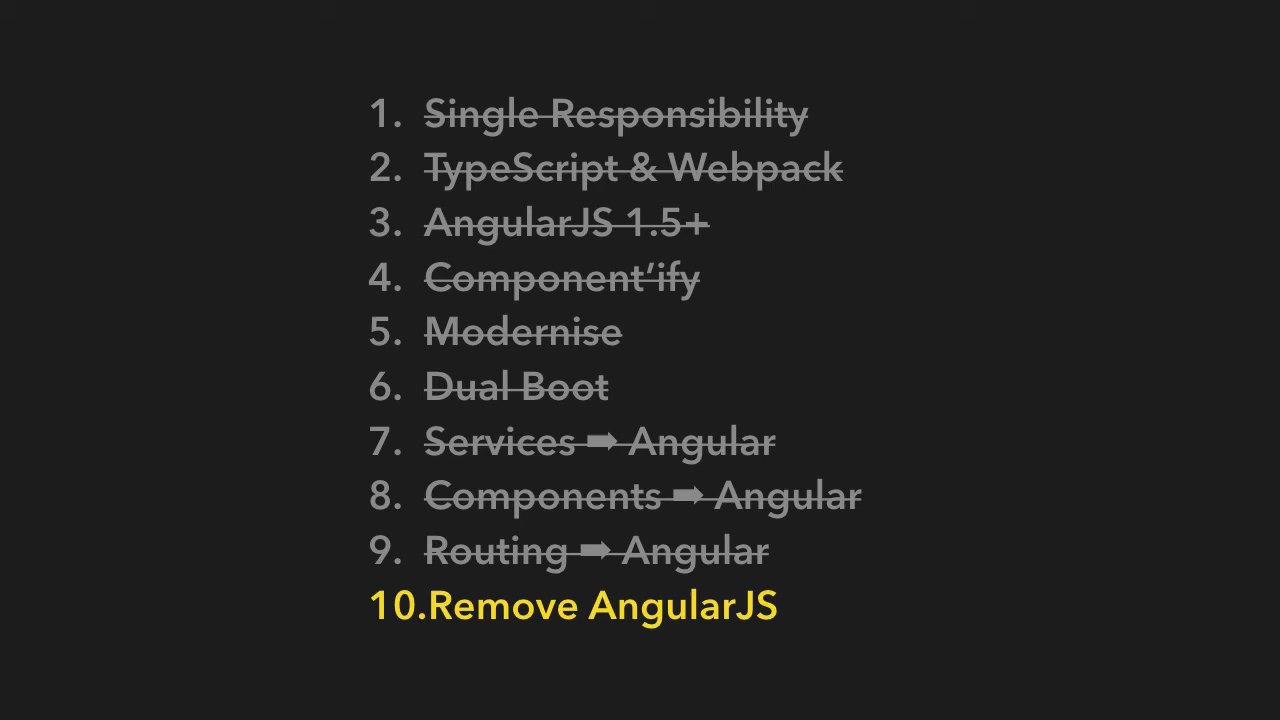 1. Single Responsibility
2. TypeScript & Webpack
3. AngularJS 1.5+
4. Component‘ify
5. Modernise
6. Dual Boot
7. Services ➡ Angular
8. Components ➡ Angular
9. Routing ➡ Angular
10.Remove AngularJS